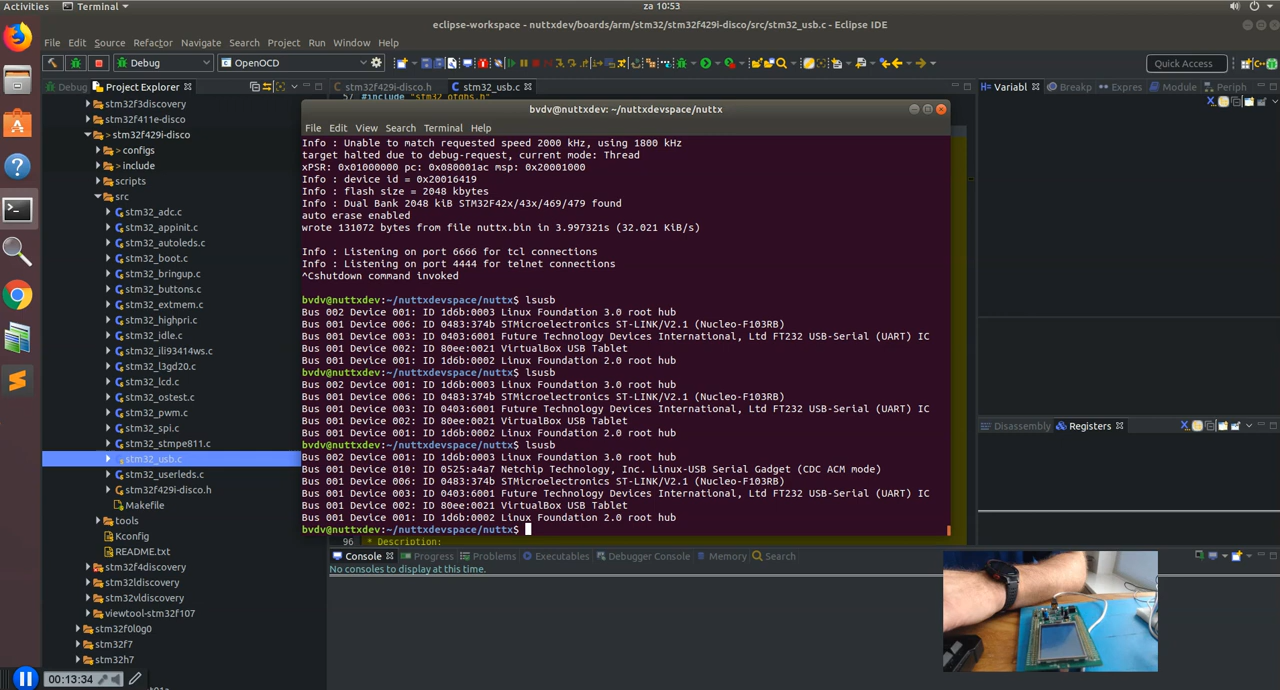 Activities
Terminal
za 10:53
eclipse-workspace - nuttxdev/boards/arm/stm32/stm32f429i-disco/src/stm32_usb.c - Eclipse IDE
File Edit Source Refactor Navigate Search Project Run Window Help
Debug
OpenOCD
Quick Access
Debug
Project Explorer
stm32f429i-disco.h
stm32_usb.c
Variabl
Breakp
Expres
Module
Periph
57 #include "stm32_otghs.h"
stm32f3discovery
stm32f411e-disco
stm32f429i-disco
configs
include
scripts
src
stm32_adc.c
stm32_appinit.c
stm32_autoleds.c
stm32_boot.c
stm32_bringup.c
stm32_buttons.c
stm32_extmem.c
stm32_highpri.c
stm32_idle.c
stm32_ili93414ws.c
stm32_l3gd20.c
stm32_lcd.c
stm32_ostest.c
stm32_pwm.c
stm32_spi.c
stm32_stmpe811.c
stm32_usb.c
stm32_userleds.c
stm32f429i-disco.h
Makefile
tools
Kconfig
README.txt
stm32f4discovery
stm32ldiscovery
stm32vldiscovery
viewtool-stm32f107
stm32f0l0g0
stm32f7
stm32h7
bvdv@nuttxdev: ~/nuttxdevspace/nuttx
File Edit View Search Terminal Help
Info : Unable to match requested speed 2000 kHz, using 1800 kHz
target halted due to debug-request, current mode: Thread
xPSR: 0x01000000 pc: 0x080001ac msp: 0x20001000
Info : device id = 0x20016419
Info : flash size = 2048 kbytes
Info : Dual Bank 2048 kiB STM32F42x/43x/469/479 found
auto erase enabled
wrote 131072 bytes from file nuttx.bin in 3.997321s (32.021 KiB/s)
Info : Listening on port 6666 for tcl connections
Info : Listening on port 4444 for telnet connections
^Cshutdown command invoked
bvdv@nuttxdev:~/nuttxdevspace/nuttx$ lsusb
Bus 002 Device 001: ID 1d6b:0003 Linux Foundation 3.0 root hub
Bus 001 Device 006: ID 0483:374b STMicroelectronics ST-LINK/V2.1 (Nucleo-F103RB)
Bus 001 Device 003: ID 0403:6001 Future Technology Devices International, Ltd FT232 USB-Serial (UART) IC
Bus 001 Device 002: ID 80ee:0021 VirtualBox USB Tablet
Bus 001 Device 001: ID 1d6b:0002 Linux Foundation 2.0 root hub
bvdv@nuttxdev:~/nuttxdevspace/nuttx$ lsusb
Bus 002 Device 001: ID 1d6b:0003 Linux Foundation 3.0 root hub
Bus 001 Device 006: ID 0483:374b STMicroelectronics ST-LINK/V2.1 (Nucleo-F103RB)
Bus 001 Device 003: ID 0403:6001 Future Technology Devices International, Ltd FT232 USB-Serial (UART) IC
Bus 001 Device 002: ID 80ee:0021 VirtualBox USB Tablet
Bus 001 Device 001: ID 1d6b:0002 Linux Foundation 2.0 root hub
bvdv@nuttxdev:~/nuttxdevspace/nuttx$ lsusb
Bus 002 Device 001: ID 1d6b:0003 Linux Foundation 3.0 root hub
Bus 001 Device 010: ID 0525:a4a7 Netchip Technology, Inc. Linux-USB Serial Gadget (CDC ACM mode)
Bus 001 Device 006: ID 0483:374b STMicroelectronics ST-LINK/V2.1 (Nucleo-F103RB)
Bus 001 Device 003: ID 0403:6001 Future Technology Devices International, Ltd FT232 USB-Serial (UART) IC
Bus 001 Device 002: ID 80ee:0021 VirtualBox USB Tablet
Bus 001 Device 001: ID 1d6b:0002 Linux Foundation 2.0 root hub
bvdv@nuttxdev:~/nuttxdevspace/nuttx$
96 * Description:
Disassembly
Registers
Console
Progress
Problems
Executables
Debugger Console
Memory
Search
No consoles to display at this time.
00:13:34